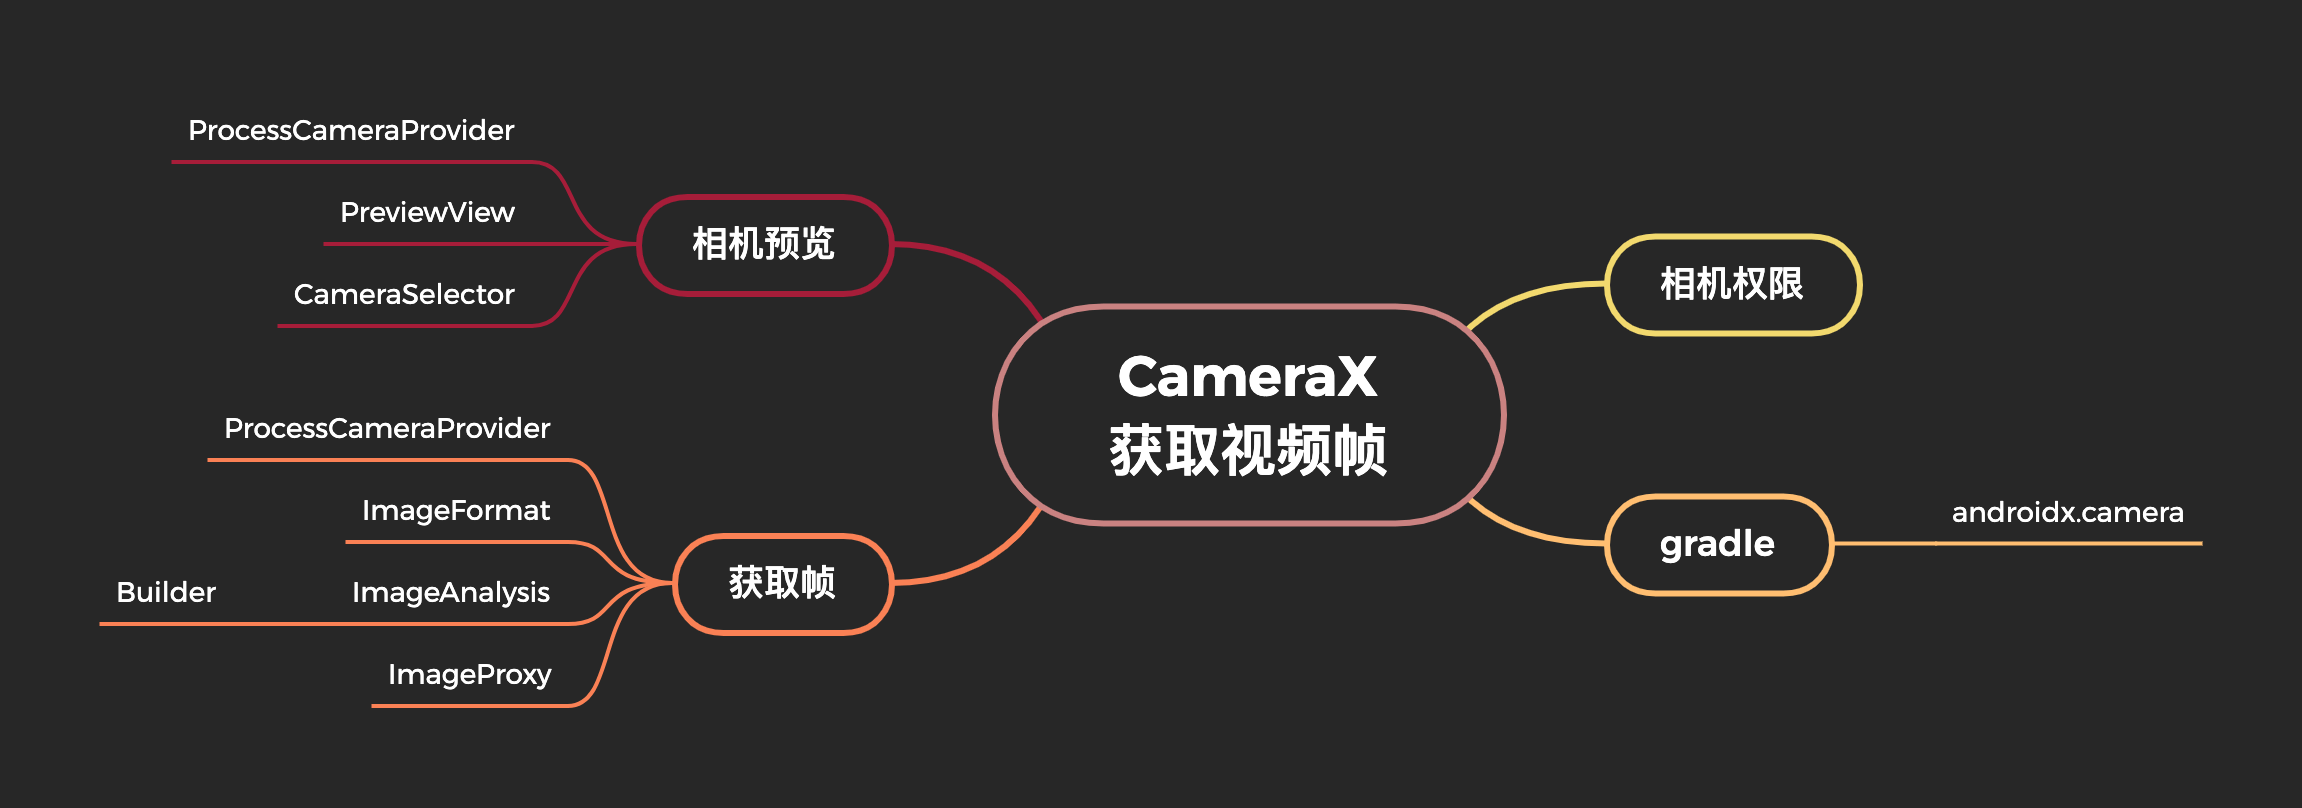 ProcessCameraProvider
PreviewView
CameraSelector
相机预览
ProcessCameraProvider
ImageFormat
Builder
ImageAnalysis
ImageProxy
获取帧
CameraX
获取视频帧
相机权限
gradle
androidx.camera